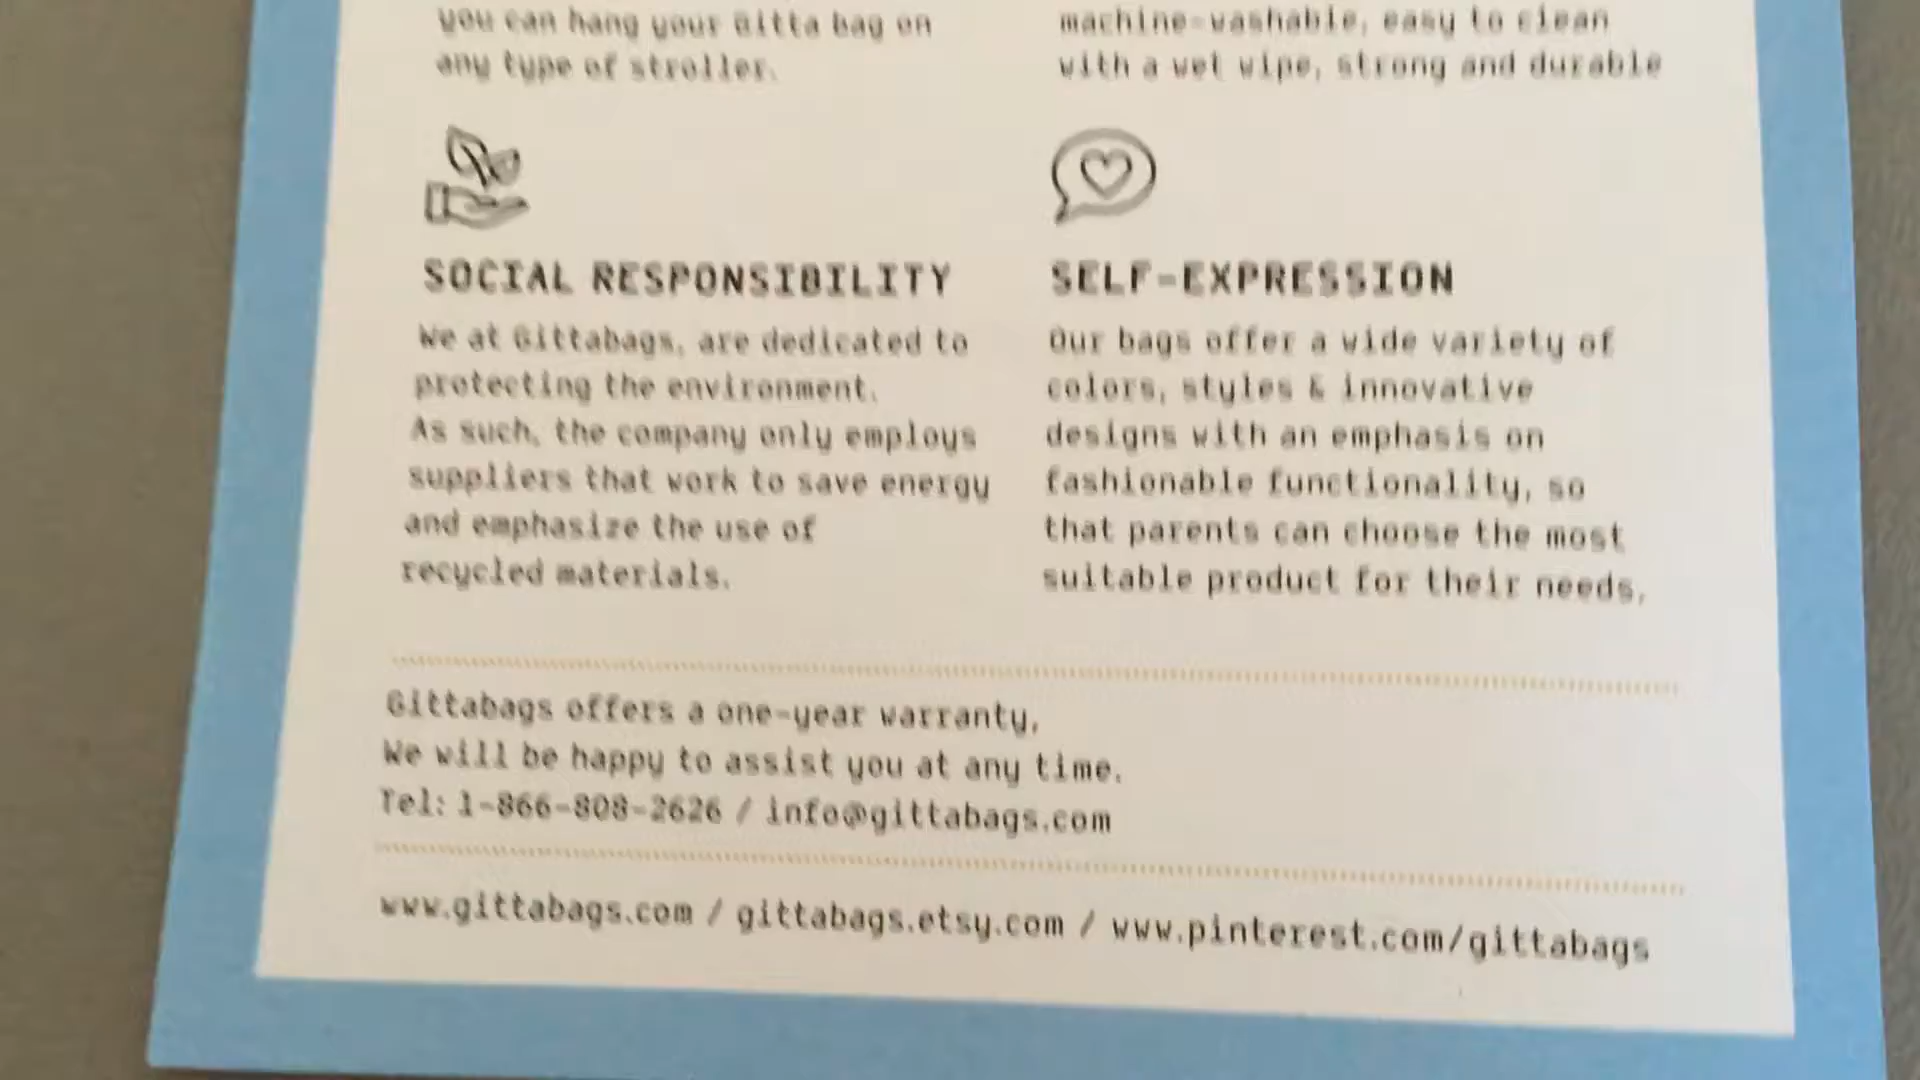 you can hang your Gitta bag on
any type of stroller.
machine-washable, easy to clean
with a wet wipe, strong and durable
SOCIAL RESPONSIBILITY
We at Gittabags, are dedicated to
protecting the environment.
As such, the company only employs
suppliers that work to save energy
and emphasize the use of
recycled materials.
SELF-EXPRESSION
Our bags offer a wide variety of
colors, styles & innovative
designs with an emphasis on
fashionable functionality, so
that parents can choose the most
suitable product for their needs.
Gittabags offers a one-year warranty,
We will be happy to assist you at any time.
Tel: 1-866-808-2626 / info@gittabags.com
www.gittabags.com / gittabags.etsy.com / www.pinterest.com/gittabags